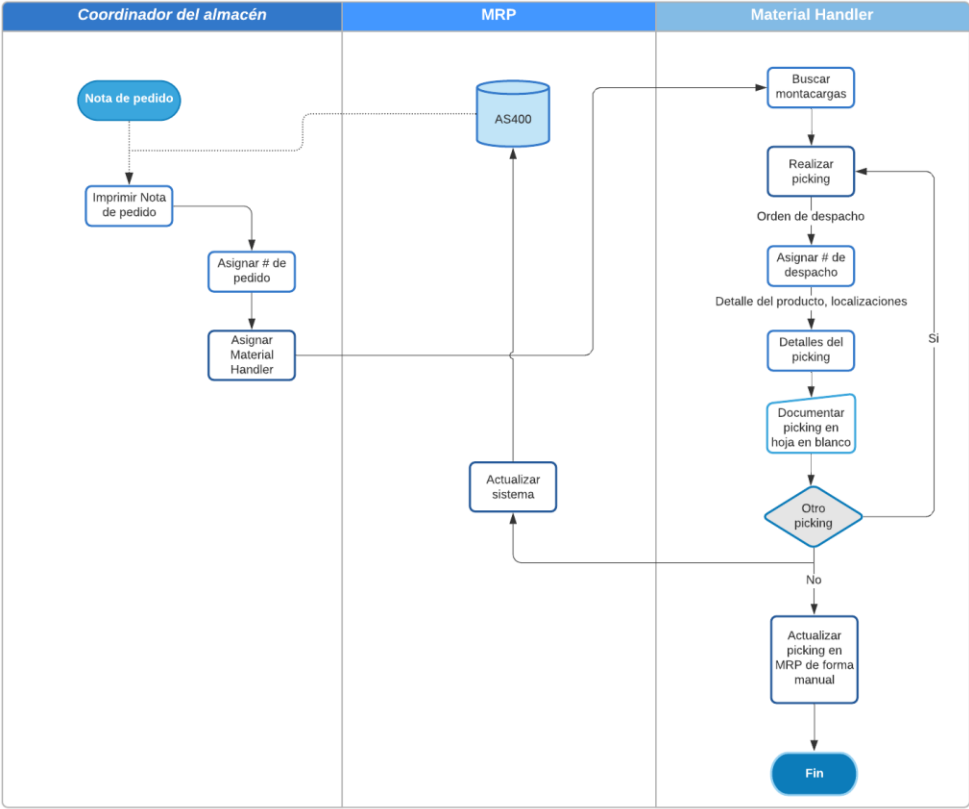 Coordinador del almacén
MRP
Material Handler
Nota de pedido
Imprimir Nota
de pedido
Asignar # de
pedido
Asignar
Material
Handler
AS400
Actualizar
sistema
Buscar
montacargas
Realizar
picking
Orden de despacho
Asignar # de
despacho
Detalle del producto, localizaciones
Detalles del
picking
Documentar
picking en
hoja en blanco
Otro
picking
Si
No
Actualizar
picking en
MRP de forma
manual
Fin